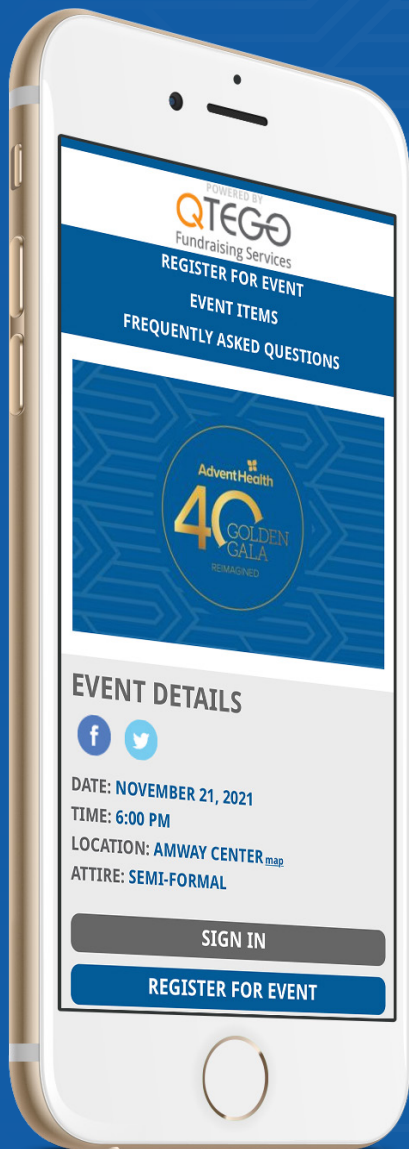 POWERED BY
QTEGO
Fundraising Services
REGISTER FOR EVENT
EVENT ITEMS
FREQUENTLY ASKED QUESTIONS
AdventHealth
40 GOLDEN
GALA
REIMAGINED
EVENT DETAILS
f
DATE: NOVEMBER 21, 2021
TIME: 6:00 PM
LOCATION: AMWAY CENTER map
ATTIRE: SEMI-FORMAL
SIGN IN
REGISTER FOR EVENT